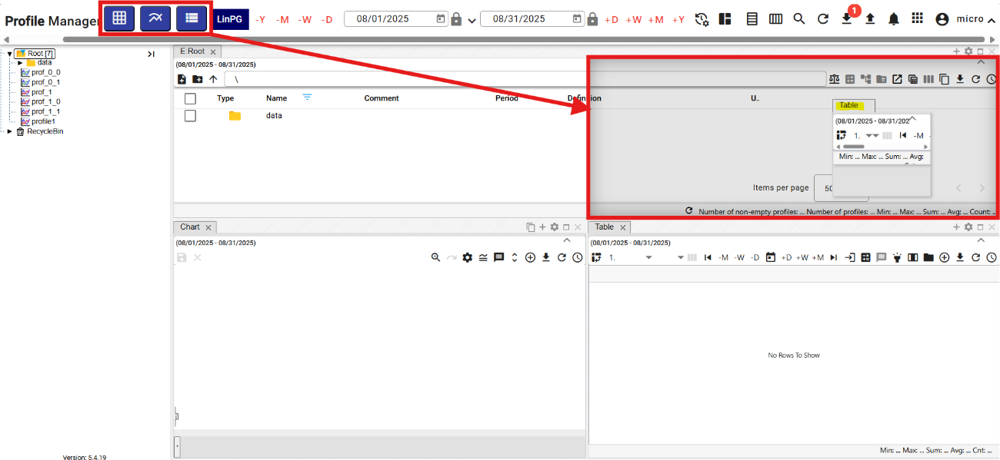 Profile Manager LinPG -Y -M -W -D 08/01/2025 08/31/2025 +D +W +M +Y 1 micro
Root [7]
data
prof_0_0
prof_0_1
prof_1
prof_1_0
prof_1_1
profile1
RecycleBin
Version: 5.4.19
E:Root
(08/01/2025 - 08/31/2025)
\
Type Name Comment Period Definition U..
data
Table
(08/01/2025 - 08/31/202
1. -M
Min: ... Max: ... Sum: ... Avg:
Items per page 50
Number of non-empty profiles: ... Number of profiles: ... Min: ... Max: ... Sum: ... Avg: ... Count: ...
Chart
(08/01/2025 - 08/31/2025)
Table
(08/01/2025 - 08/31/2025)
1. -M -W -D +D +W +M
No Rows To Show
Min: ... Max: ... Sum: ... Avg: ... Cnt: ...